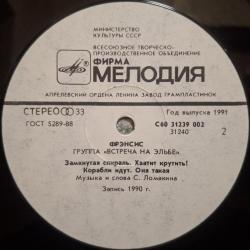 МИНИСТЕРСТВО
КУЛЬТУРЫ СССР
ВСЕСОЮЗНОЕ ТВОРЧЕСКО-
ПРОИЗВОДСТВЕННОЕ ОБЪЕДИНЕНИЕ
ФИРМА
МЕЛОДИЯ
АПРЕЛЕВСКИЙ ОРДЕНА ЛЕНИНА ЗАВОД ГРАМПЛАСТИНОК
СТЕРЕО 33
Год выпуска 1991
ГОСТ 5289-88
С60 31239 002
31240
2
ФРЭНСИС
ГРУППА «ВСТРЕЧА НА ЭЛЬБЕ»
Замкнутая спираль. Хватит крутить!
Корабли идут. Она такая
Музыка и слова С. Ломакина
Запись 1990 г.